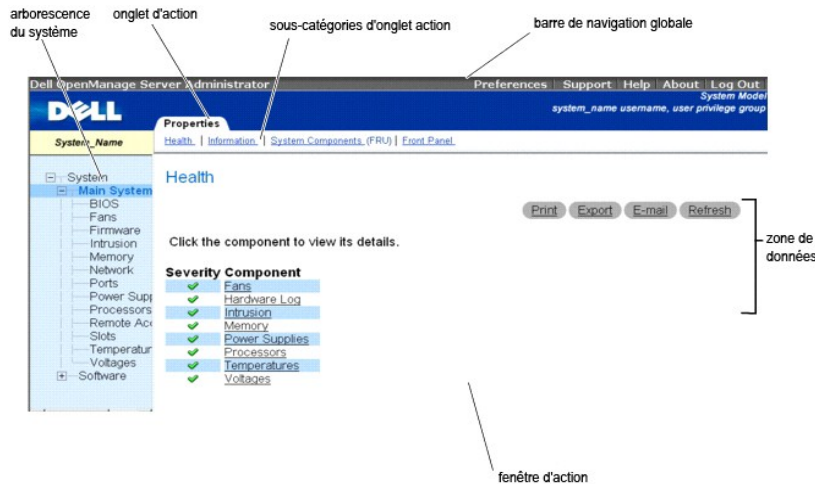 arborescence
du système
onglet d'action
sous-catégories d'onglet action
barre de navigation globale
Dell OpenManage Server Administrator
Preferences Support Help About Log Out
System Model
system_name username, user privilege group
DELL
Properties
System_Name
Health | Information | System Components (FRU) | Front Panel
System
Main System
BIOS
Fans
Firmware
Intrusion
Memory
Network
Ports
Power Supp
Processors
Remote Acc
Slots
Temperatur
Voltages
Software
Health
Print Export E-mail Refresh
zone de
données
Click the component to view its details.
Severity Component
Fans
Hardware Log
Intrusion
Memory
Power Supplies
Processors
Temperatures
Voltages
fenêtre d'action